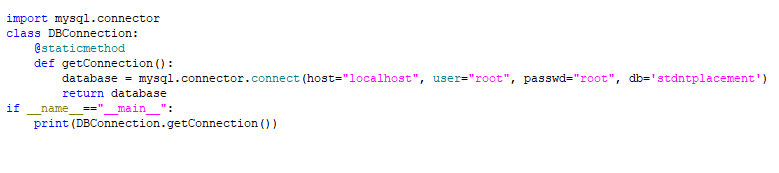 import mysql.connector
class DBConnection:
    @staticmethod
    def getConnection():
        database = mysql.connector.connect(host="localhost", user="root", passwd="root", db='stdntplacement')
        return database
if __name__=="__main__":
    print(DBConnection.getConnection())